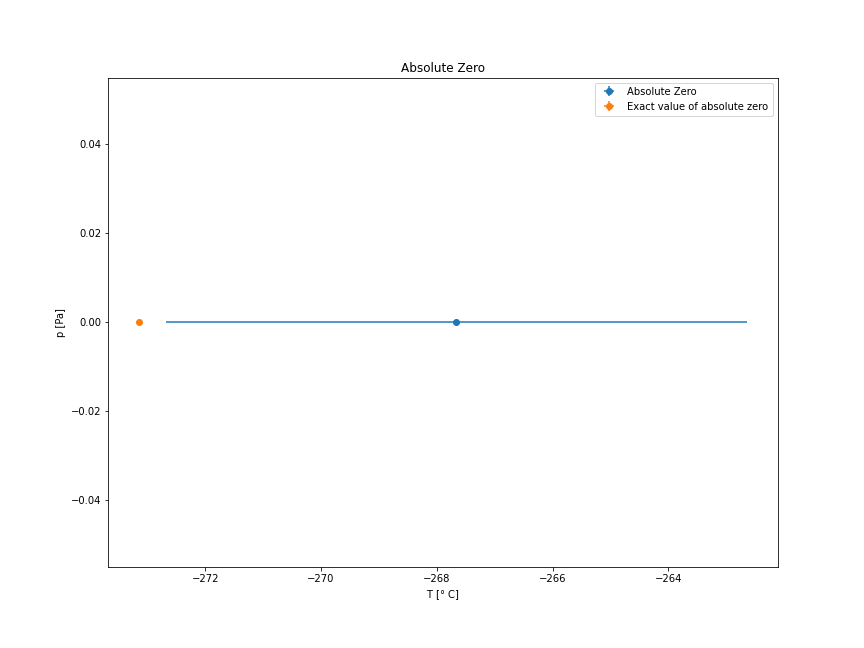 Absolute Zero
Absolute Zero
Exact value of absolute zero
0.04
0.02
0.00
−0.02
−0.04
p [Pa]
−272
−270
−268
−266
−264
T [° C]